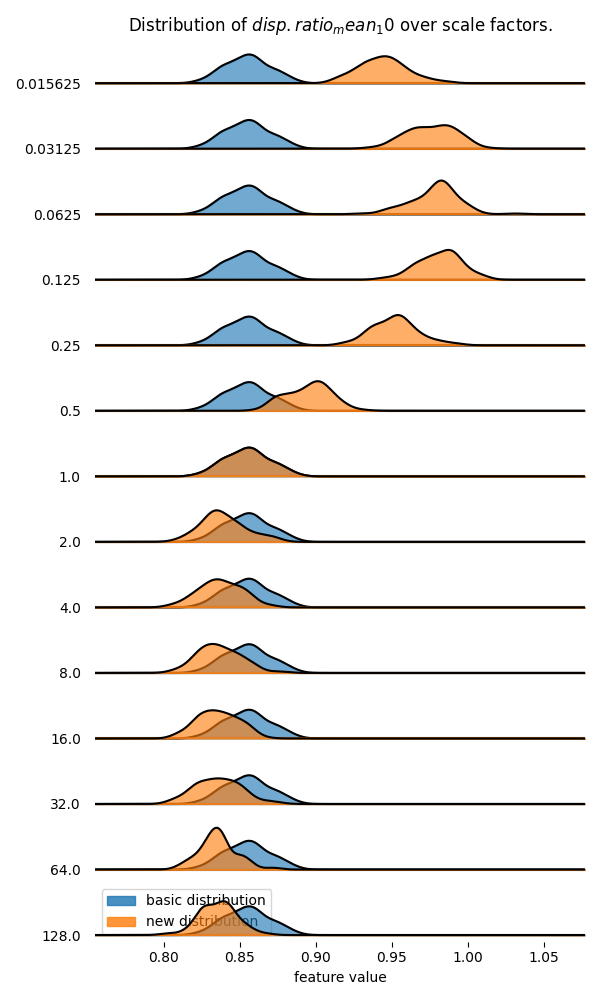 Distribution of disp.ratio_mean_10 over scale factors.
0.015625
0.03125
0.0625
0.125
0.25
0.5
1.0
2.0
4.0
8.0
16.0
32.0
64.0
basic distribution
new distribution
128.0
0.80 0.85 0.90 0.95 1.00 1.05
feature value